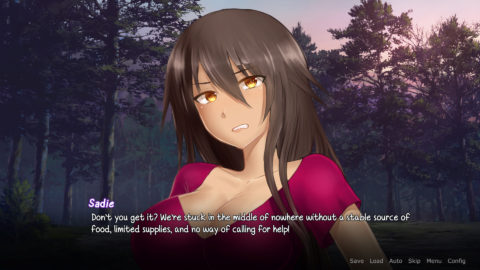 Sadie
Don't you get it? We're stuck in the middle of nowhere without a stable source of
food, limited supplies, and no way of calling for help!
Save Load Auto Skip Menu Config